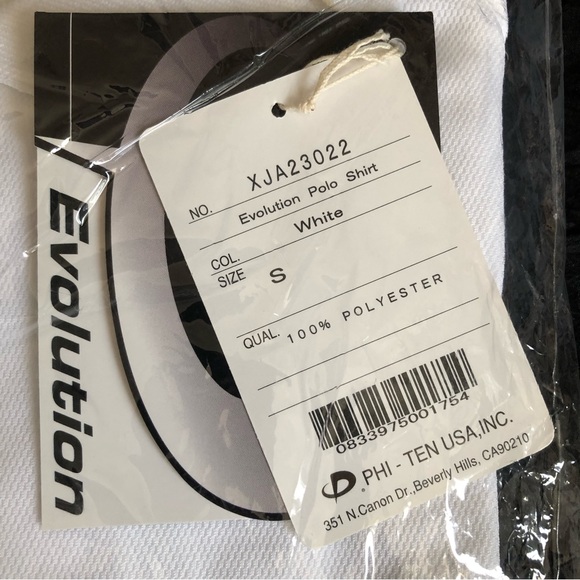 Evolution
NO. XJA23022
Evolution Polo Shirt
COL. White
SIZE S
QUAL. 100% POLYESTER
0833975001754
PHI - TEN USA, INC.
351 N.Canon Dr.,Beverly Hills, CA90210